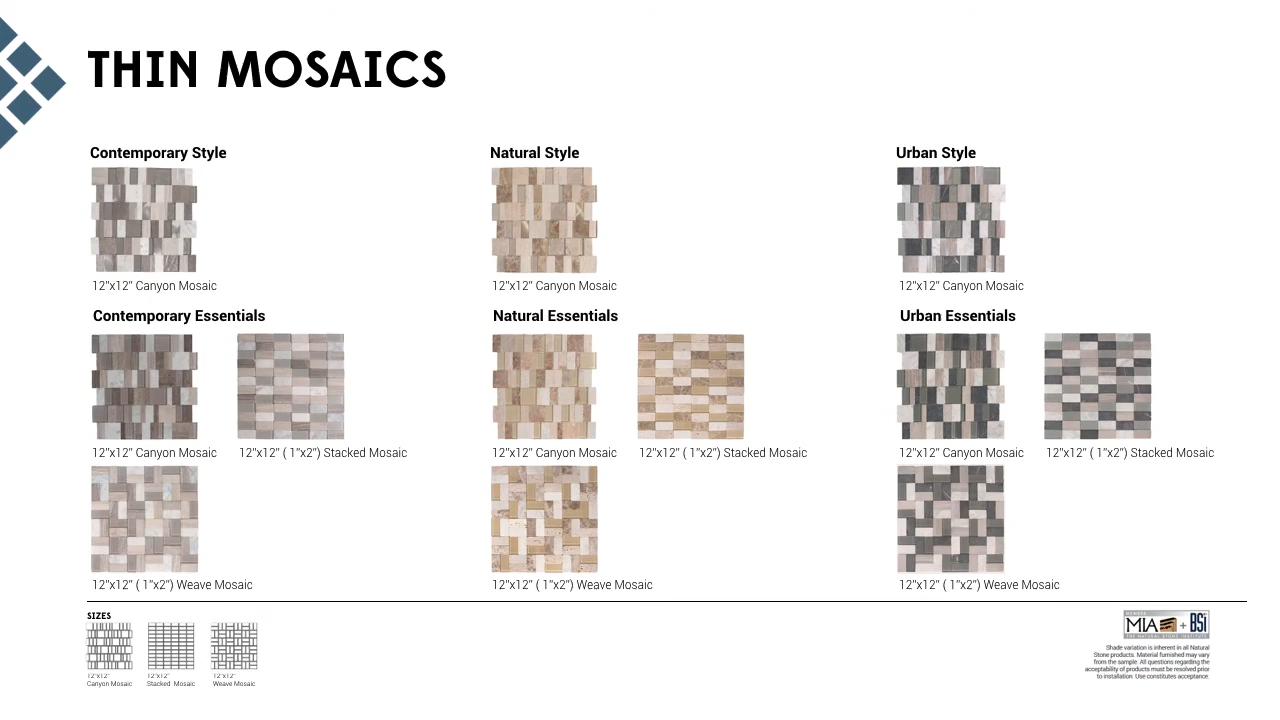 THIN MOSAICS
Contemporary Style
Natural Style
Urban Style
12"x12" Canyon Mosaic
12"x12" Canyon Mosaic
12"x12" Canyon Mosaic
Contemporary Essentials
Natural Essentials
Urban Essentials
12"x12" Canyon Mosaic
12"x12" ( 1"x2") Stacked Mosaic
12"x12" Canyon Mosaic
12"x12" ( 1"x2") Stacked Mosaic
12"x12" Canyon Mosaic
12"x12" ( 1"x2") Stacked Mosaic
12"x12" ( 1"x2") Weave Mosaic
12"x12" ( 1"x2") Weave Mosaic
12"x12" ( 1"x2") Weave Mosaic
SIZES
12"x12"
Canyon Mosaic
12"x12"
Stacked Mosaic
12"x12"
Weave Mosaic
MEMBER
MIA + BSI
THE NATURAL STONE INSTITUTE
Shade variation is inherent in all Natural
Stone products. Material furnished may vary
from the sample. All questions regarding the
acceptability of products must be resolved prior
to installation. Use constitutes acceptance.